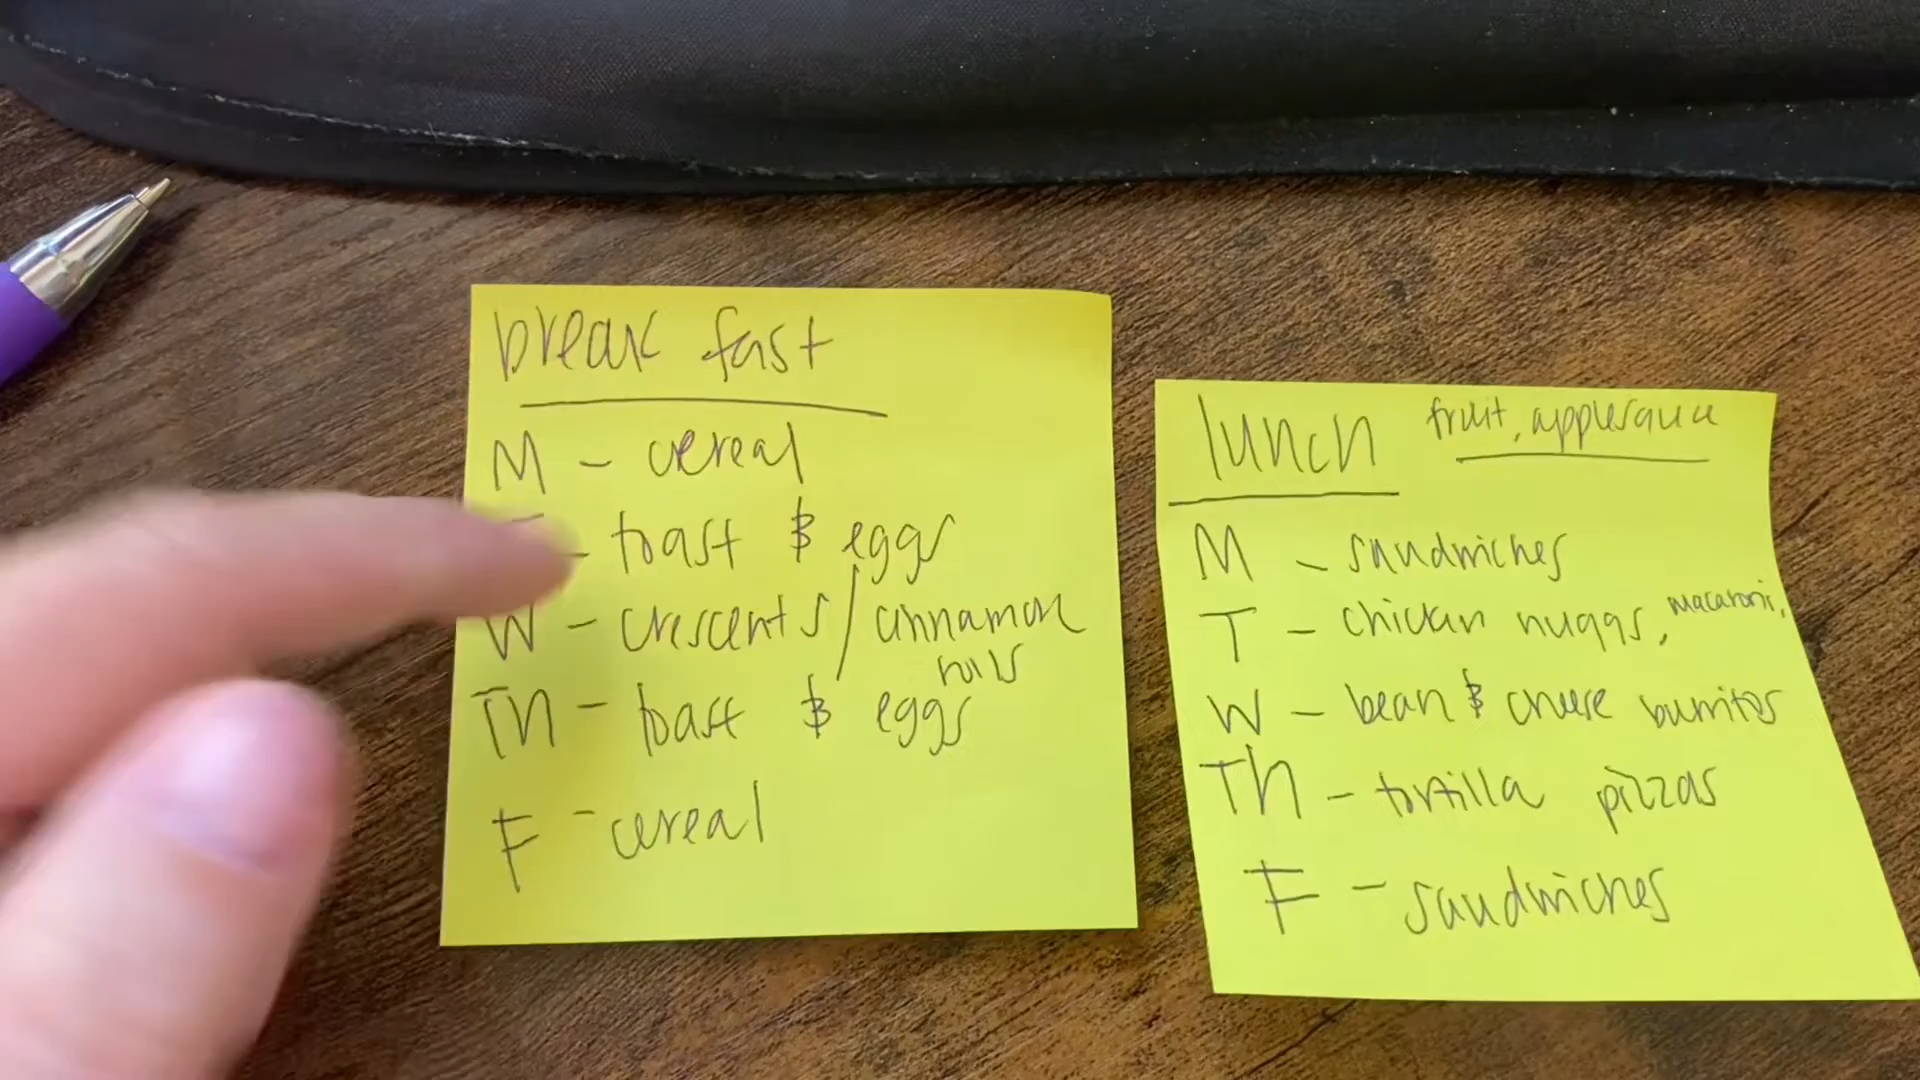 breakfast
M - cereal
T - toast & eggs
W - crescents / cinnamon
rolls
Th - toast & eggs
F - cereal
lunch fruit, applesauce
M - sandwiches
T - chicken nuggs, macaroni,
W - bean & cheese burritos
Th - tortilla pizzas
F - sandwiches